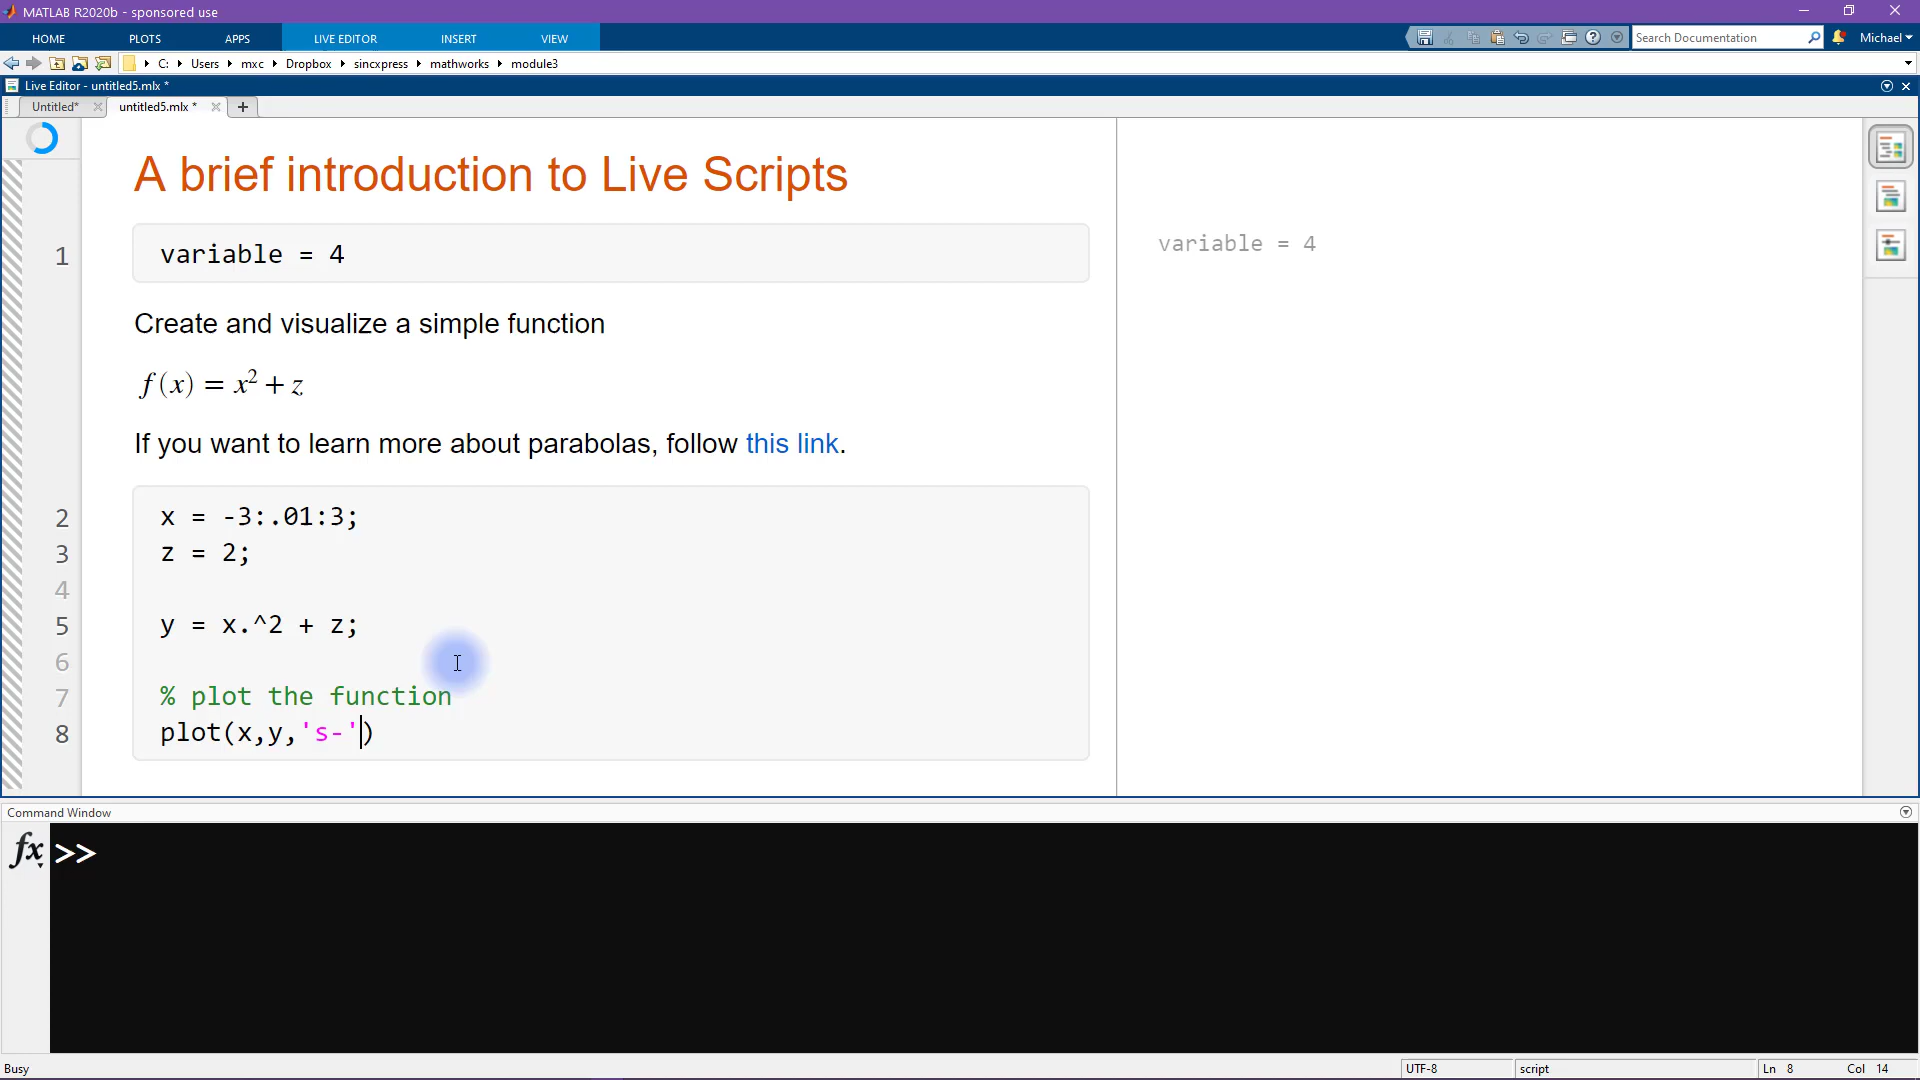 MATLAB R2020b - sponsored use
HOME PLOTS APPS LIVE EDITOR INSERT VIEW Search Documentation Michael
C: Users mxc Dropbox sincxpress mathworks module3
Live Editor - untitled5.mlx *
Untitled* untitled5.mlx * +
A brief introduction to Live Scripts
1 variable = 4
variable = 4
Create and visualize a simple function
f(x) = x² + z
If you want to learn more about parabolas, follow this link.
2 x = -3:.01:3;
3 z = 2;
4
5 y = x.^2 + z;
6
7 % plot the function
8 plot(x,y,'s-')
Command Window
fx >>
Busy UTF-8 script Ln 8 Col 14